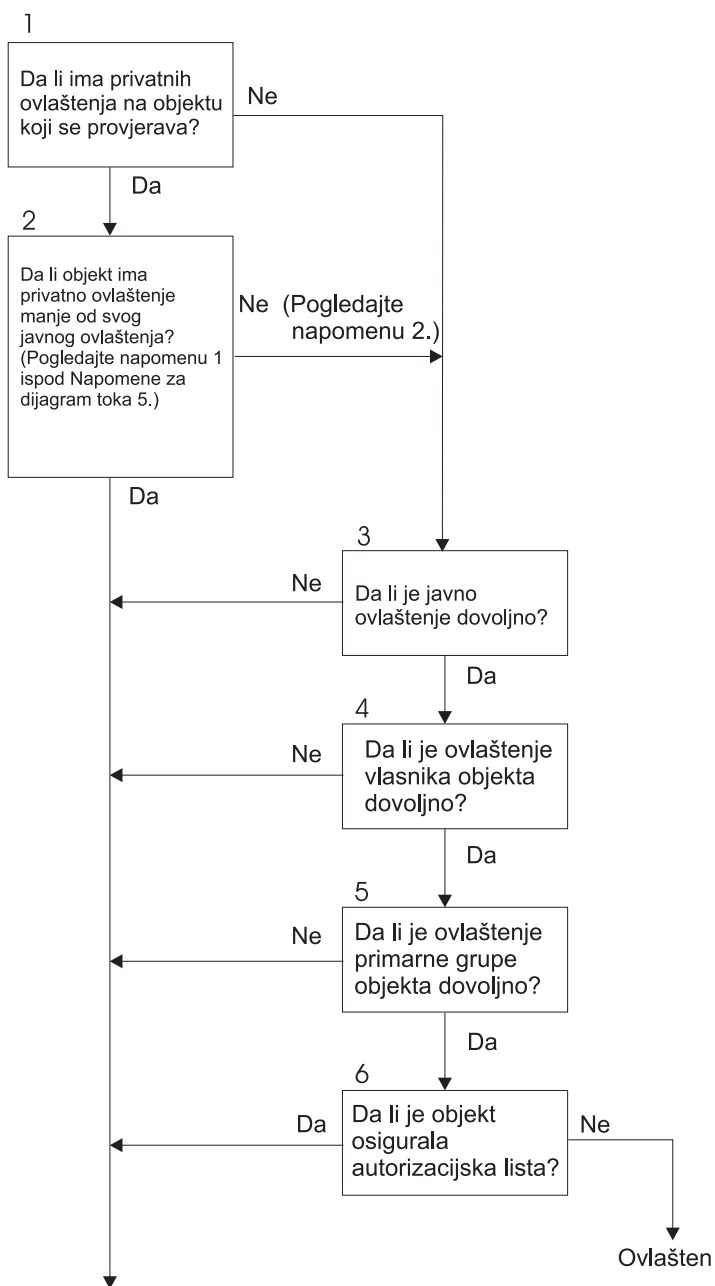 1
Da li ima privatnih
ovlaštenja na objektu
koji se provjerava?
Ne
Da
2
Da li objekt ima
privatno ovlaštenje
manje od svog
javnog ovlaštenja?
(Pogledajte napomenu 1
ispod Napomene za
dijagram toka 5.)
Ne (Pogledajte
napomenu 2.)
Da
3
Da li je javno
ovlaštenje dovoljno?
Ne
Da
4
Da li je ovlaštenje
vlasnika objekta
dovoljno?
Ne
Da
5
Da li je ovlaštenje
primarne grupe
objekta dovoljno?
Ne
Da
6
Da li je objekt
osigurala
autorizacijska lista?
Da
Ne
Ovlašten